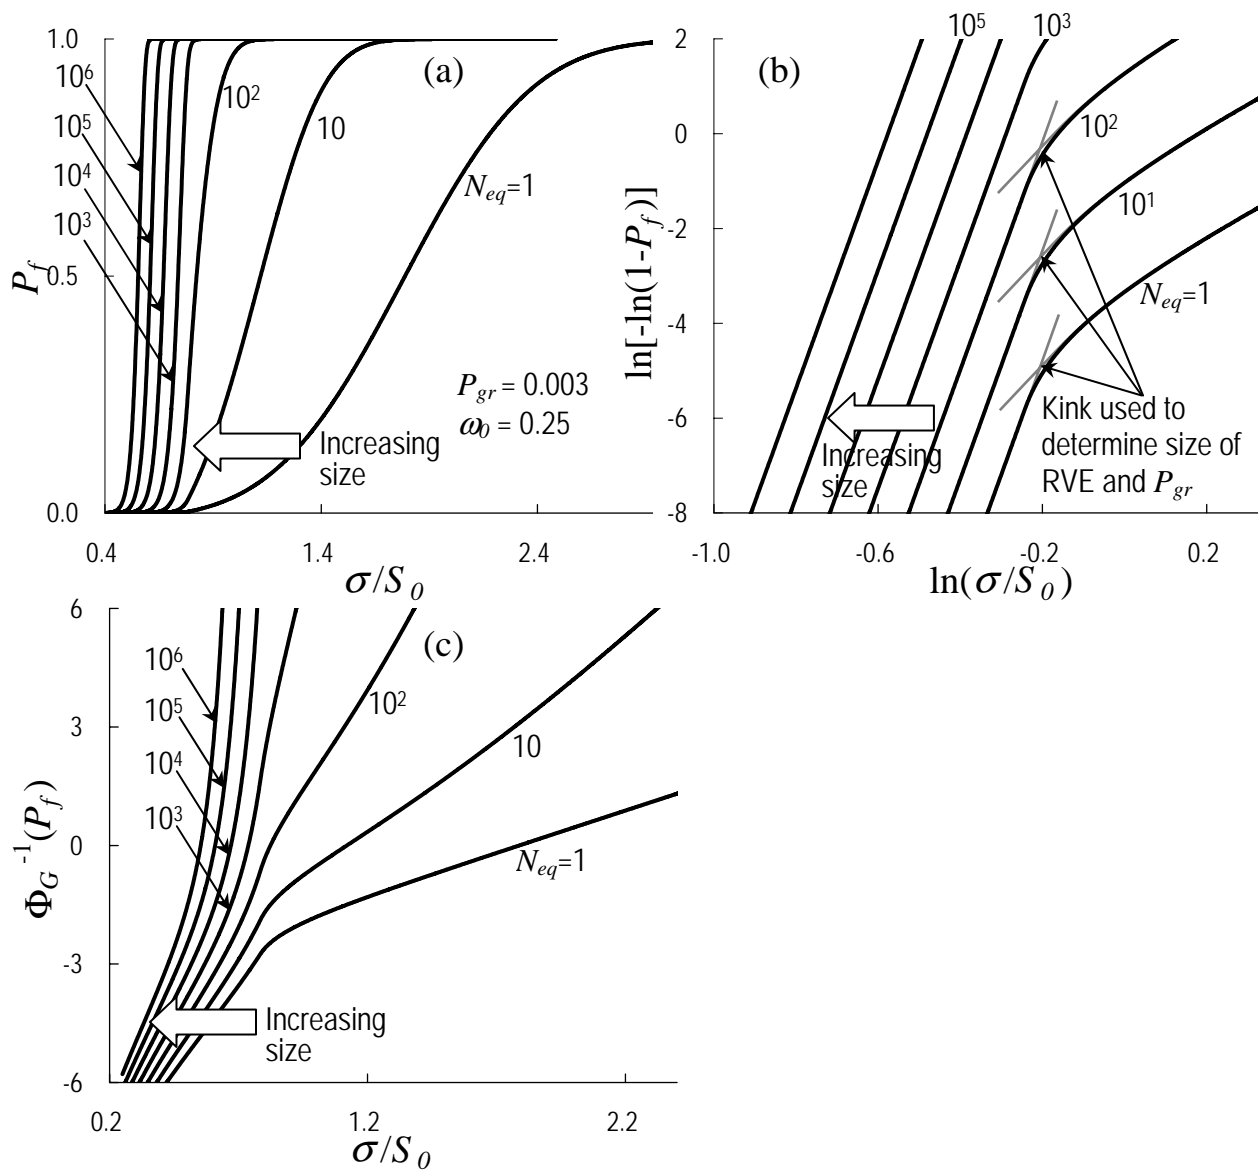 (a)
1.0
0.5
0.0
P_f
10⁶
10⁵
10⁴
10³
10²
10
N_eq=1
P_gr = 0.003
ω_0 = 0.25
Increasing
size
0.4
1.4
2.4
σ/S_0
(b)
10⁵
10³
2
0
-2
-4
-6
-8
ln[-ln(1-P_f)]
10²
10¹
N_eq=1
Kink used to
determine size of
RVE and P_gr
Increasing
size
-1.0
-0.6
-0.2
0.2
ln(σ/S_0)
(c)
6
3
0
-3
-6
Φ_G⁻¹(P_f)
10⁶
10⁵
10⁴
10³
10²
10
N_eq=1
Increasing
size
0.2
1.2
2.2
σ/S_0